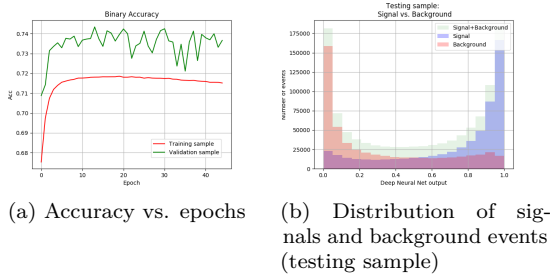 Binary Accuracy
0.74
0.73
0.72
0.71
0.70
0.69
0.68
Acc
0 10 20 30 40
Epoch
Training sample
Validation sample
Testing sample:
Signal vs. Background
175000
150000
125000
100000
75000
50000
25000
0
Number of events
0.0 0.2 0.4 0.6 0.8 1.0
Deep Neural Net output
Signal+Background
Signal
Background
(a) Accuracy vs. epochs
(b) Distribution of sig-
nals and background events
(testing sample)